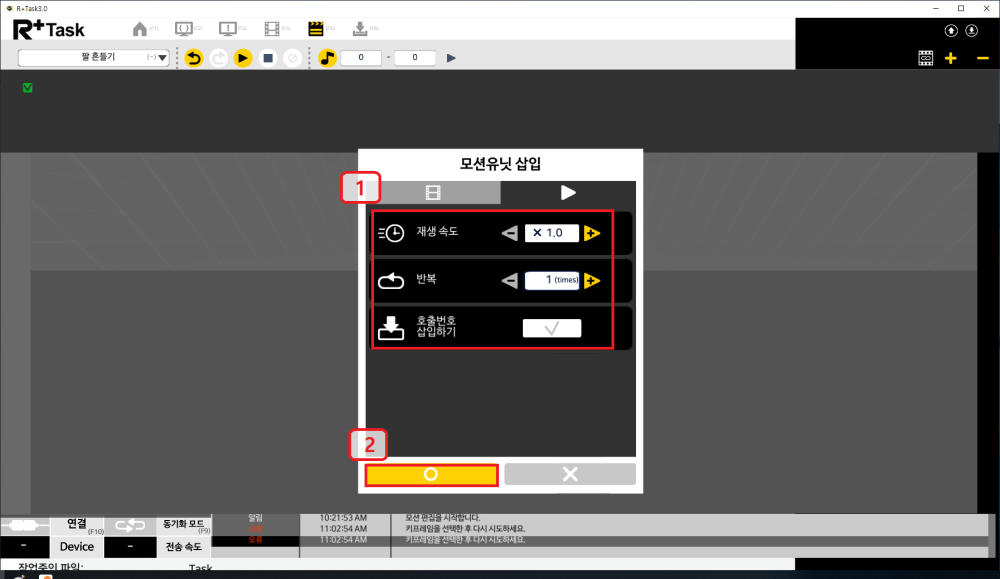 R+Task3.0
R+Task
(F1)
(F2)
(F5)
팔 흔들기 (-)
0 - 0
모션유닛 삽입
1
재생 속도 × 1.0
반복 1 (times)
호출번호
삽입하기
2
연결 (F10)
동기화 모드 (F9)
- Device - 전송 속도
알림 10:21:53 AM 모션 편집을 시작합니다.
오류 11:02:54 AM 키프레임을 선택한 후 다시 시도하세요.
오류 11:02:54 AM 키프레임을 선택한 후 다시 시도하세요.
작업중인 파일: Task